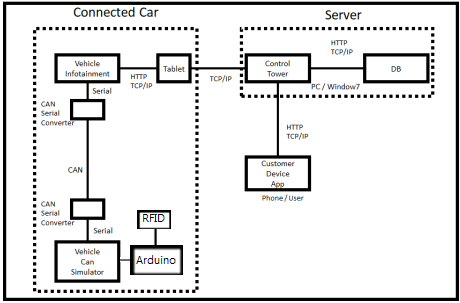 Connected Car
Server
Vehicle
Infotainment
HTTP
TCP/IP
Tablet
TCP/IP
Control
Tower
HTTP
TCP/IP
DB
PC / Window7
Serial
CAN
Serial
Converter
CAN
HTTP
TCP/IP
Customer
Device
App
Phone / User
CAN
Serial
Converter
Serial
RFID
Vehicle
Can
Simulator
Arduino